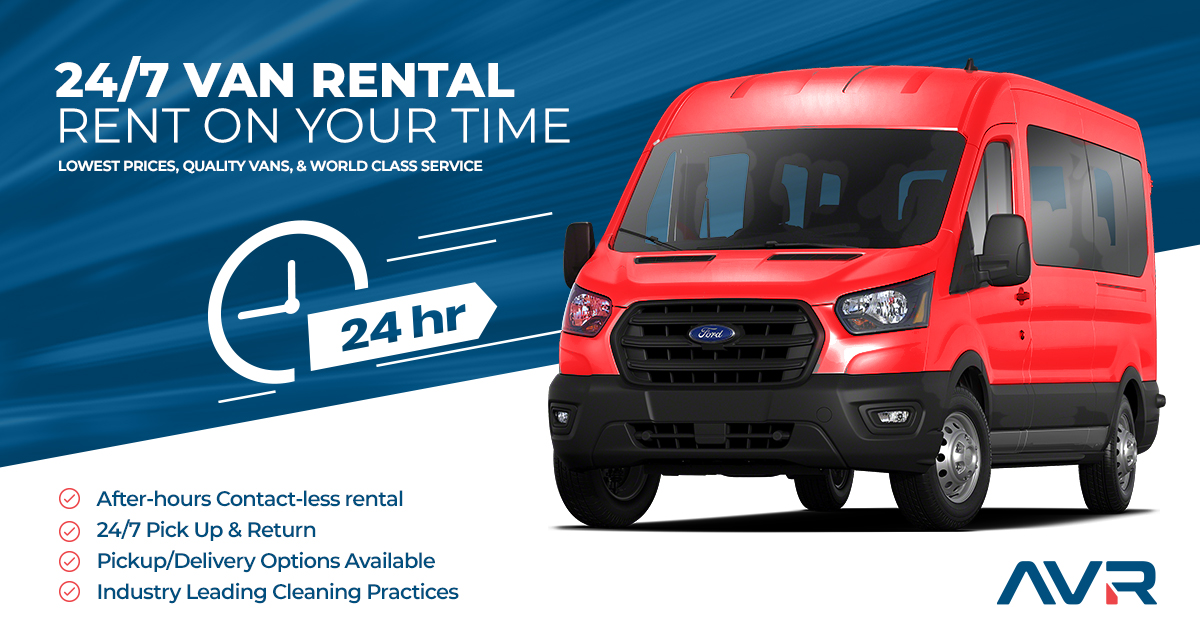 24/7 VAN RENTAL
RENT ON YOUR TIME
LOWEST PRICES, QUALITY VANS, & WORLD CLASS SERVICE
24 hr
Ford
After-hours Contact-less rental
24/7 Pick Up & Return
Pickup/Delivery Options Available
Industry Leading Cleaning Practices
AVR